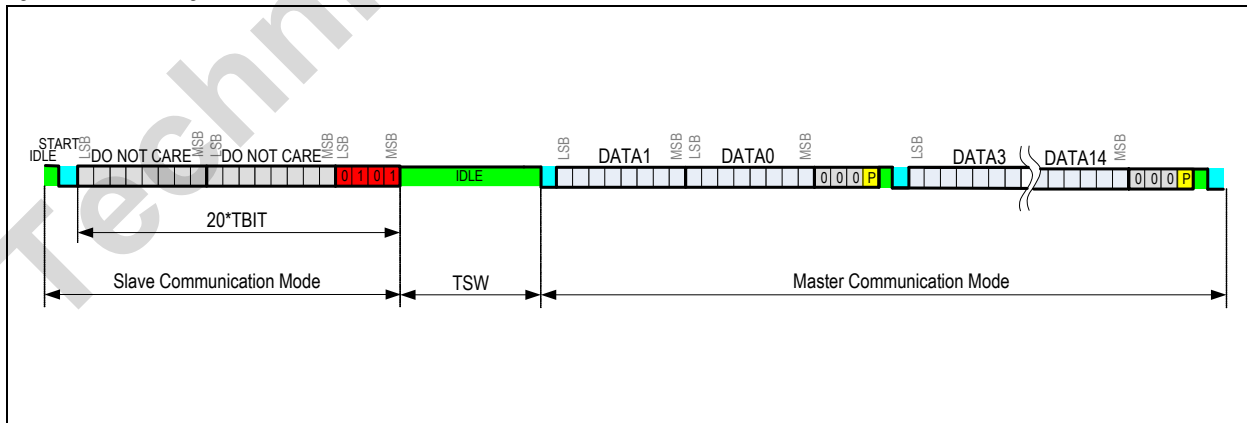 Techn
START
IDLE
LSB DO NOT CARE MSB LSB DO NOT CARE MSB LSB MSB
LSB DATA1 MSB LSB DATA0 MSB
LSB DATA3 DATA14 MSB
0 1 0 1
IDLE
0 0 0 P
0 0 0 P
20*TBIT
Slave Communication Mode
TSW
Master Communication Mode